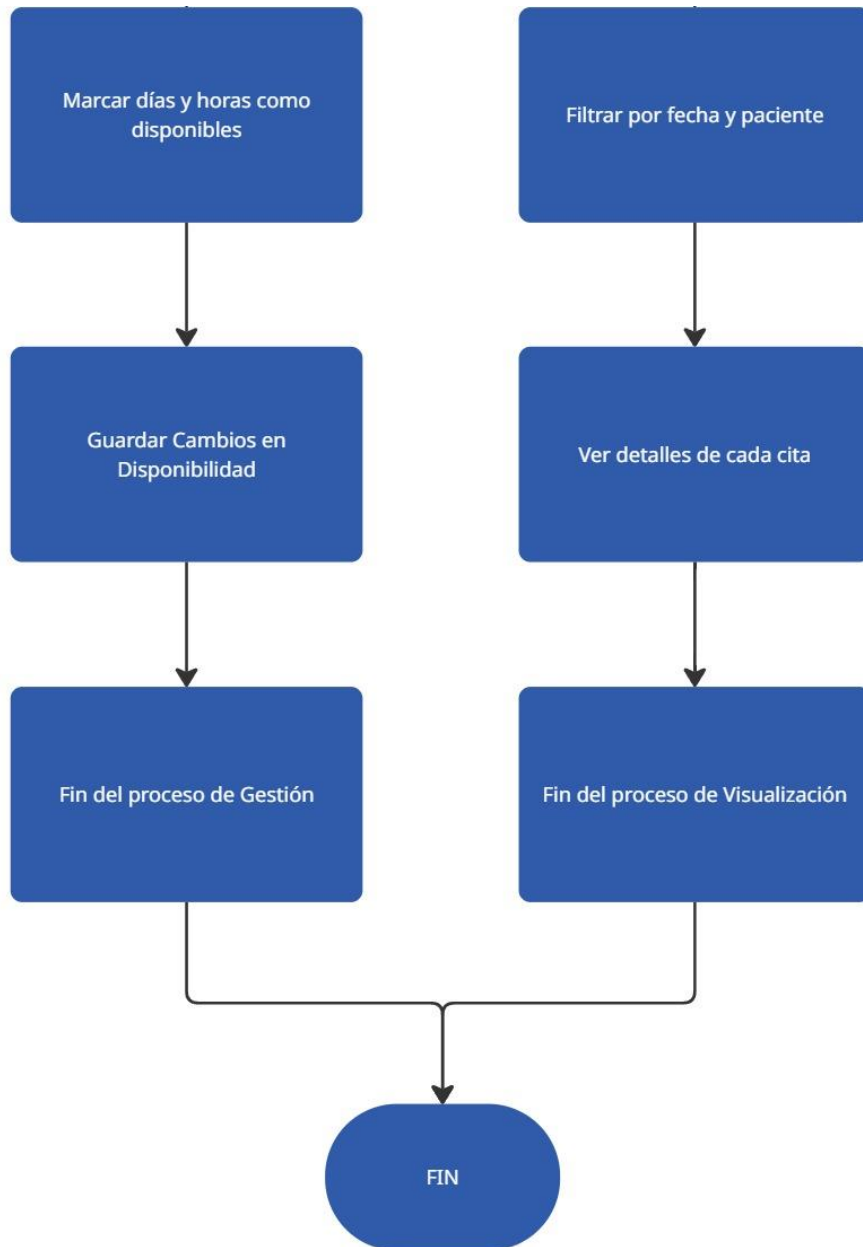 Marcar días y horas como
disponibles
Filtrar por fecha y paciente
Guardar Cambios en
Disponibilidad
Ver detalles de cada cita
Fin del proceso de Gestión
Fin del proceso de Visualización
FIN